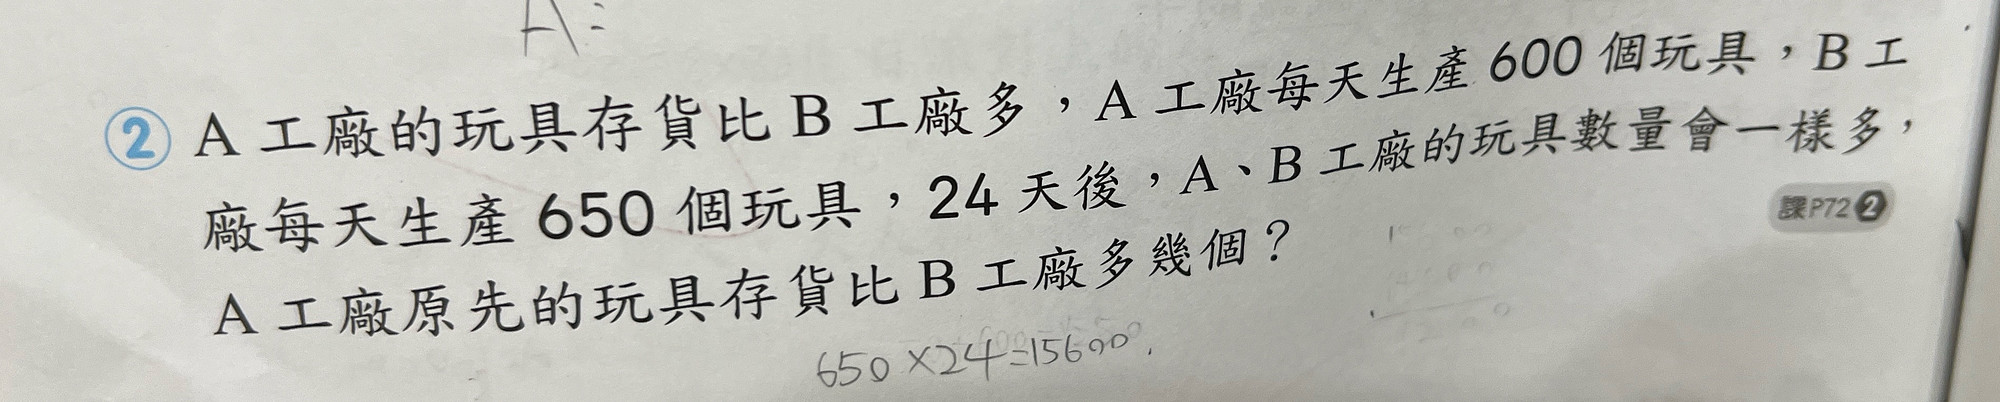 A:
② A 工廠的玩具存貨比 B 工廠多，A 工廠每天生產 600 個玩具，B 工
廠每天生產 650 個玩具，24 天後，A、B 工廠的玩具數量會一樣多，
A 工廠原先的玩具存貨比 B 工廠多幾個？
課P72❷
650×24=15600.